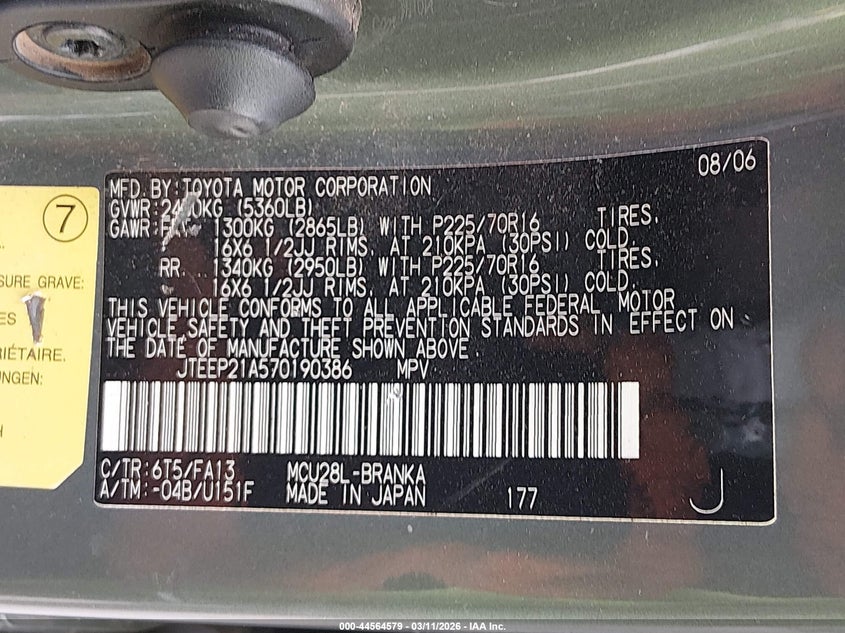 7
SURE GRAVE:
ES
RIÉTAIRE.
UNGEN:
H
08/06
MFD.BY:TOYOTA MOTOR CORPORATION
GVWR: (5360LB)
GAWR: 1300KG (2865LB) WITH P225/70R16 TIRES,
16X6 1/2JJ RIMS, AT 210KPA (30PSI) COLD.
RR. 1340KG (2950LB) WITH P225/70R16 TIRES,
16X6 1/2JJ RIMS, AT 210KPA (30PSI) COLD.
THIS VEHICLE CONFORMS TO ALL APPLICABLE FEDERAL MOTOR
VEHICLE SAFETY AND THEFT PREVENTION STANDARDS IN EFFECT ON
THE DATE OF MANUFACTURE SHOWN ABOVE.
JTEEP21A570190386 MPV
C/TR:6T5/FA13 MCU28L-BRANKA
A/TM:-04B/U151F MADE IN JAPAN 177 J
000-44564579 - 03/11/2026 - IAA Inc.